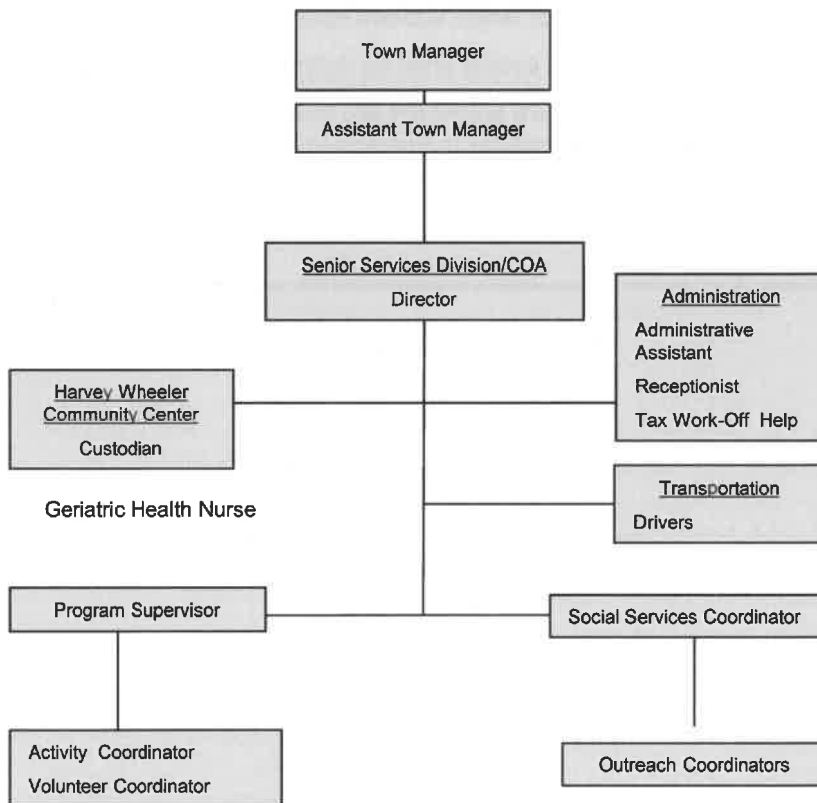 Town Manager
Assistant Town Manager
Senior Services Division/COA
Director
Administration
Administrative
Assistant
Receptionist
Tax Work-Off Help
Harvey Wheeler
Community Center
Custodian
Geriatric Health Nurse
Transportation
Drivers
Program Supervisor
Social Services Coordinator
Activity Coordinator
Volunteer Coordinator
Outreach Coordinators